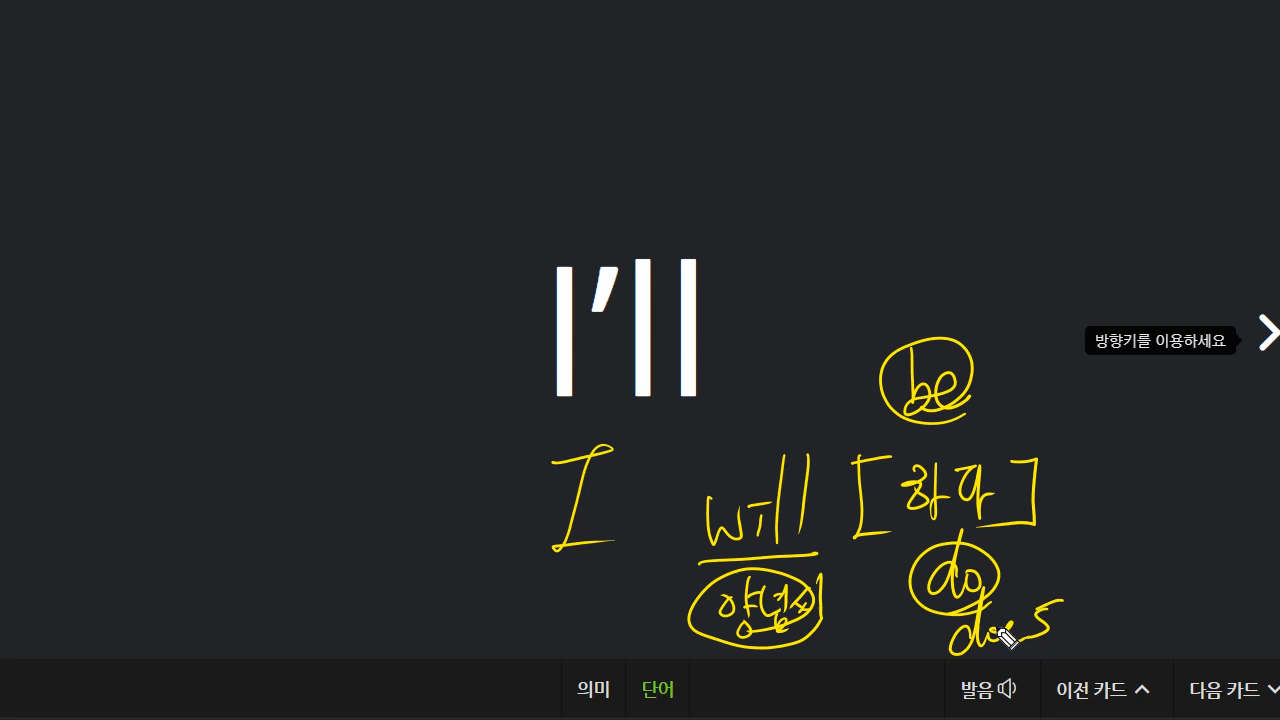 I'll
방향키를 이용하세요
be
I will [하다]
양념씨
do
does
의미 단어 발음 이전 카드 다음 카드